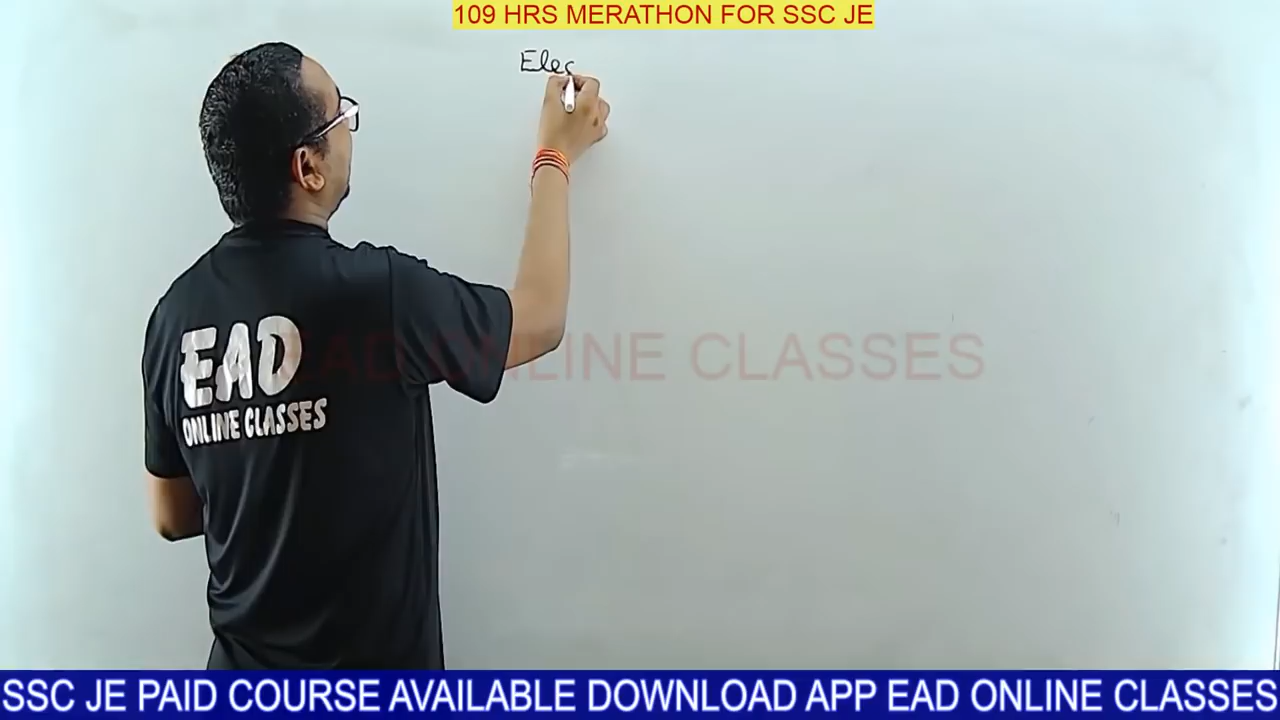 109 HRS MERATHON FOR SSC JE
Elec
EAD
ONLINE CLASSES
EAD ONLINE CLASSES
SSC JE PAID COURSE AVAILABLE DOWNLOAD APP EAD ONLINE CLASSES